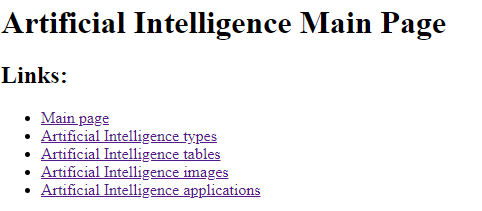 Artificial Intelligence Main Page
Links:
Main page
Artificial Intelligence types
Artificial Intelligence tables
Artificial Intelligence images
Artificial Intelligence applications